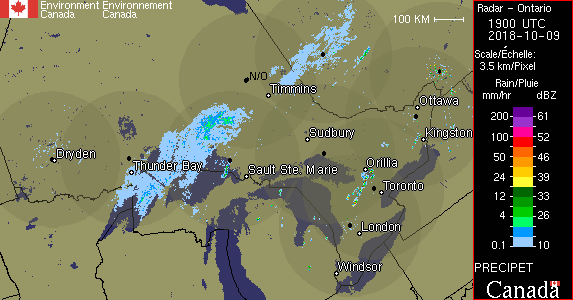 Environment Environnement
Canada Canada
100 KM
N/O
Timmins
Ottawa
Kingston
Sudbury
Dryden
Thunder Bay
Sault Ste. Marie
Orillia
Toronto
London
Windsor
Radar - Ontario
1900 UTC
2018-10-09
Scale/Échelle:
3.5 km/Pixel
Rain/Pluie
mm/hr dBZ
200 61
100 52
50 46
24 39
12 34
4 26
0.1 10
PRECIPET
Canada